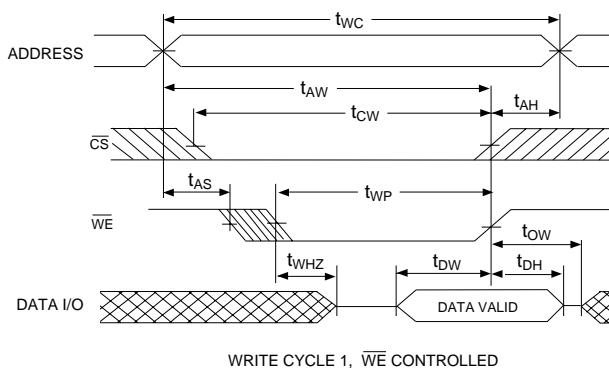 tWC
ADDRESS
tAW
tCW
tAH
CS
tAS
tWP
WE
tOW
tWHZ
tDW
tDH
DATA I/O
DATA VALID
WRITE CYCLE 1, WE CONTROLLED